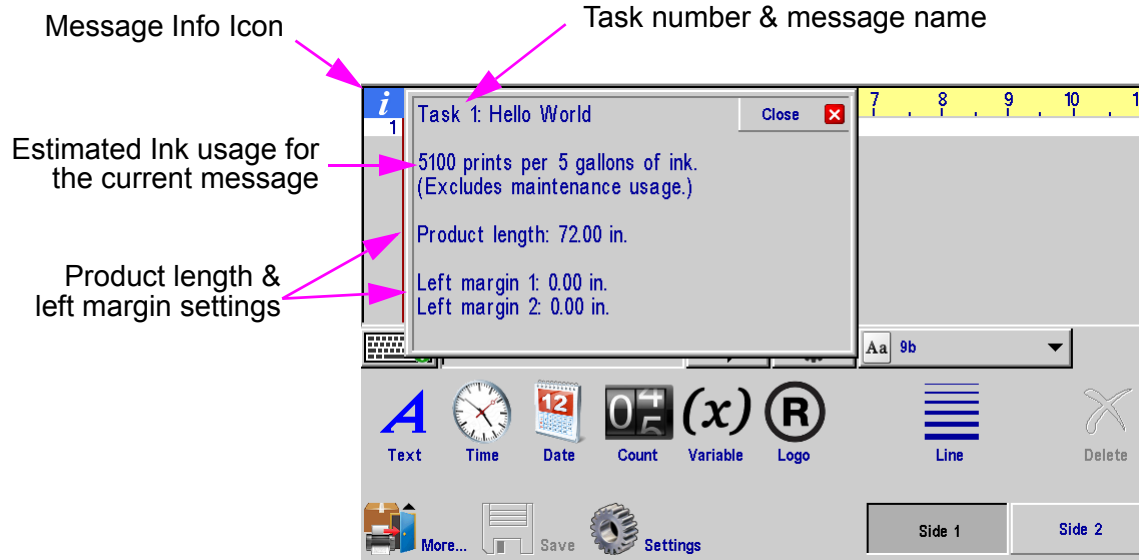 Message Info Icon
Task number & message name
i
Task 1: Hello World
Close
7 8 9 10 1
1
Estimated Ink usage for
the current message
5100 prints per 5 gallons of ink.
(Excludes maintenance usage.)
Product length: 72.00 in.
Product length &
left margin settings
Left margin 1: 0.00 in.
Left margin 2: 0.00 in.
Aa 9b
A
12
(x)
R
Text Time Date Count Variable Logo Line Delete
More... Save Settings Side 1 Side 2